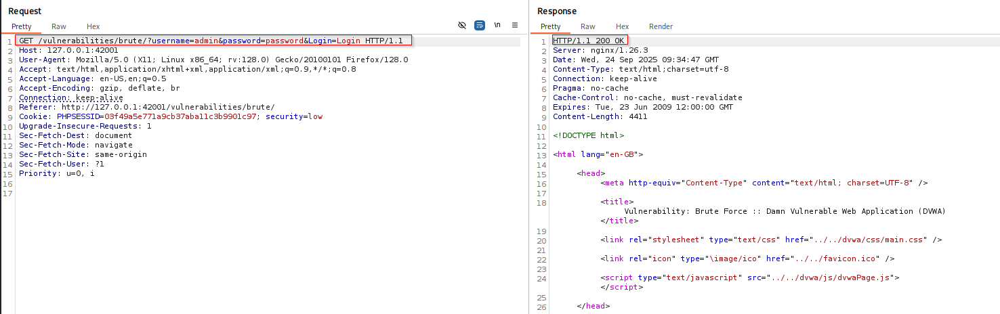 Request
Pretty Raw Hex
\n
1 GET /vulnerabilities/brute/?username=admin&password=password&Login=Login HTTP/1.1
2 Host: 127.0.0.1:42001
3 User-Agent: Mozilla/5.0 (X11; Linux x86_64; rv:128.0) Gecko/20100101 Firefox/128.0
4 Accept: text/html,application/xhtml+xml,application/xml;q=0.9,*/*;q=0.8
5 Accept-Language: en-US,en;q=0.5
6 Accept-Encoding: gzip, deflate, br
7 Connection: keep-alive
8 Referer: http://127.0.0.1:42001/vulnerabilities/brute/
9 Cookie: PHPSESSID=03f49a5e771a9cb37aba11c3b9901c97; security=low
10 Upgrade-Insecure-Requests: 1
11 Sec-Fetch-Dest: document
12 Sec-Fetch-Mode: navigate
13 Sec-Fetch-Site: same-origin
14 Sec-Fetch-User: ?1
15 Priority: u=0, i
16
17
Response
Pretty Raw Hex Render
1 HTTP/1.1 200 OK
2 Server: nginx/1.26.3
3 Date: Wed, 24 Sep 2025 09:34:47 GMT
4 Content-Type: text/html;charset=utf-8
5 Connection: keep-alive
6 Pragma: no-cache
7 Cache-Control: no-cache, must-revalidate
8 Expires: Tue, 23 Jun 2009 12:00:00 GMT
9 Content-Length: 4411
10
11 <!DOCTYPE html>
12
13 <html lang="en-GB">
14
15 <head>
16 <meta http-equiv="Content-Type" content="text/html; charset=UTF-8" />
17
18 <title>
Vulnerability: Brute Force :: Damn Vulnerable Web Application (DVWA)
</title>
19
20 <link rel="stylesheet" type="text/css" href="../../dvwa/css/main.css" />
21
22 <link rel="icon" type="\image/ico" href="../../favicon.ico" />
23
24 <script type="text/javascript" src="../../dvwa/js/dvwaPage.js">
</script>
25
26 </head>